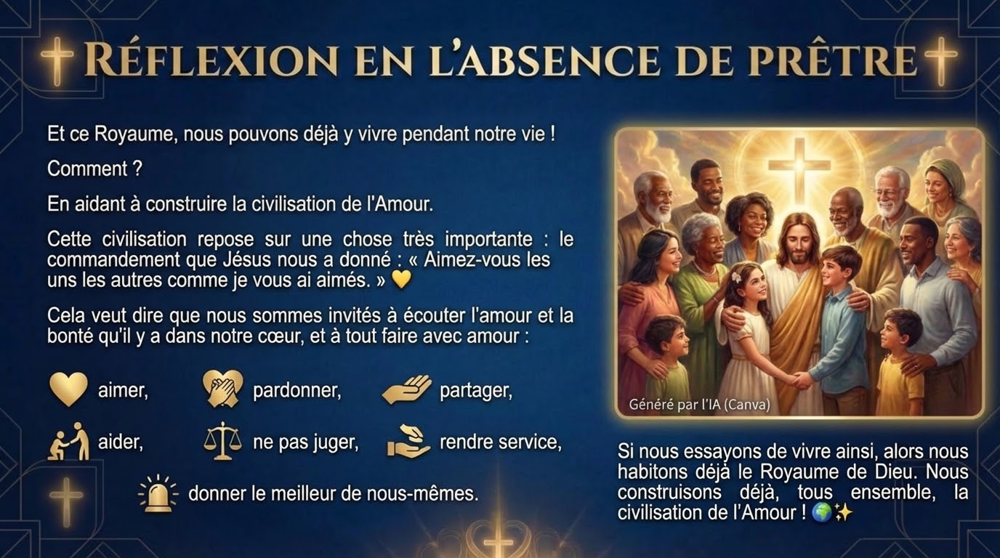 RÉFLEXION EN L'ABSENCE DE PRÊTRE
Et ce Royaume, nous pouvons déjà y vivre pendant notre vie !
Comment ?
En aidant à construire la civilisation de l'Amour.
Cette civilisation repose sur une chose très importante : le
commandement que Jésus nous a donné : « Aimez-vous les
uns les autres comme je vous ai aimés. » 💛
Cela veut dire que nous sommes invités à écouter l'amour et la
bonté qu'il y a dans notre cœur, et à tout faire avec amour :
aimer,
pardonner,
partager,
aider,
ne pas juger,
rendre service,
donner le meilleur de nous-mêmes.
Généré par l'IA (Canva)
Si nous essayons de vivre ainsi, alors nous
habitons déjà le Royaume de Dieu. Nous
construisons déjà, tous ensemble, la
civilisation de l'Amour ! 🌍✨